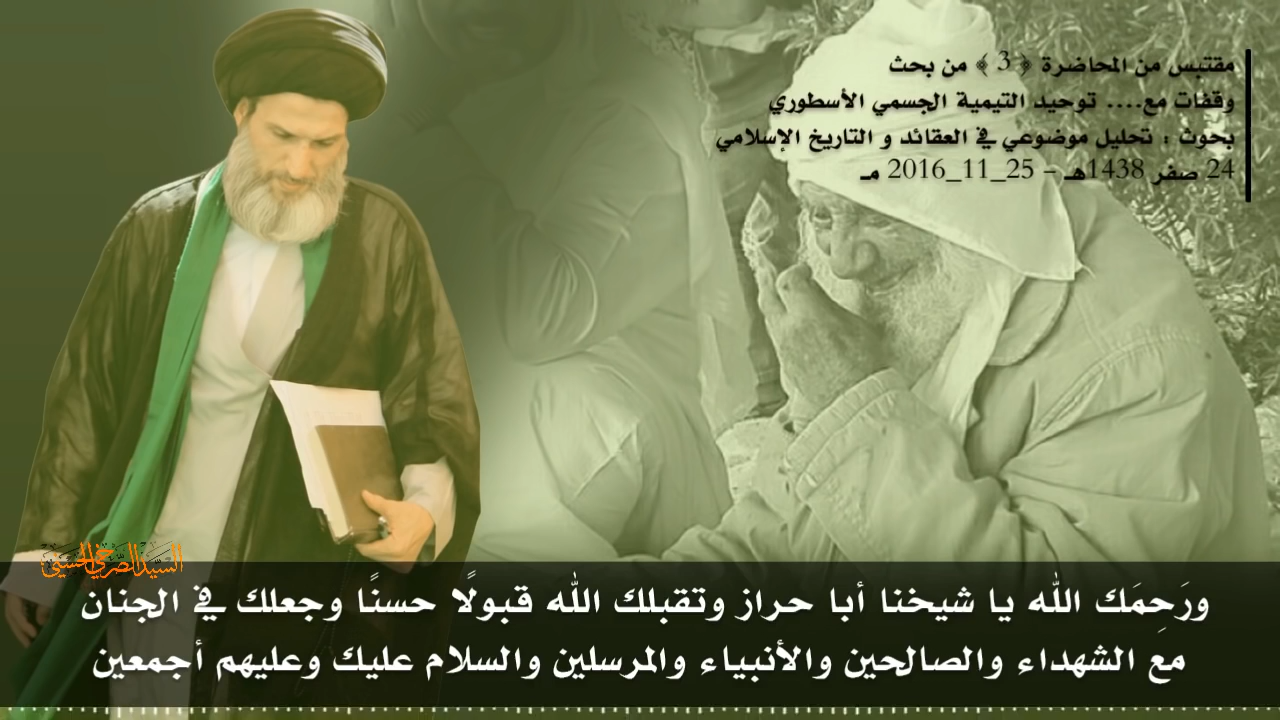 مقتبس من المحاضرة ﴿ 3 ﴾ من بحث
وقفات مع.... توحيد التيمية الجسمي الأسطوري
بحوث : تحليل موضوعي في العقائد و التاريخ الإسلامي
24 صفر 1438هـ – 25_11_2016 مـ
السيد الصرخي الحسني
ورَحِمَك الله يا شيخنا أبا حراز وتقبلك الله قبولًا حسنًا وجعلك في الجنان
مع الشهداء والصالحين والأنبياء والمرسلين والسلام عليك وعليهم أجمعين